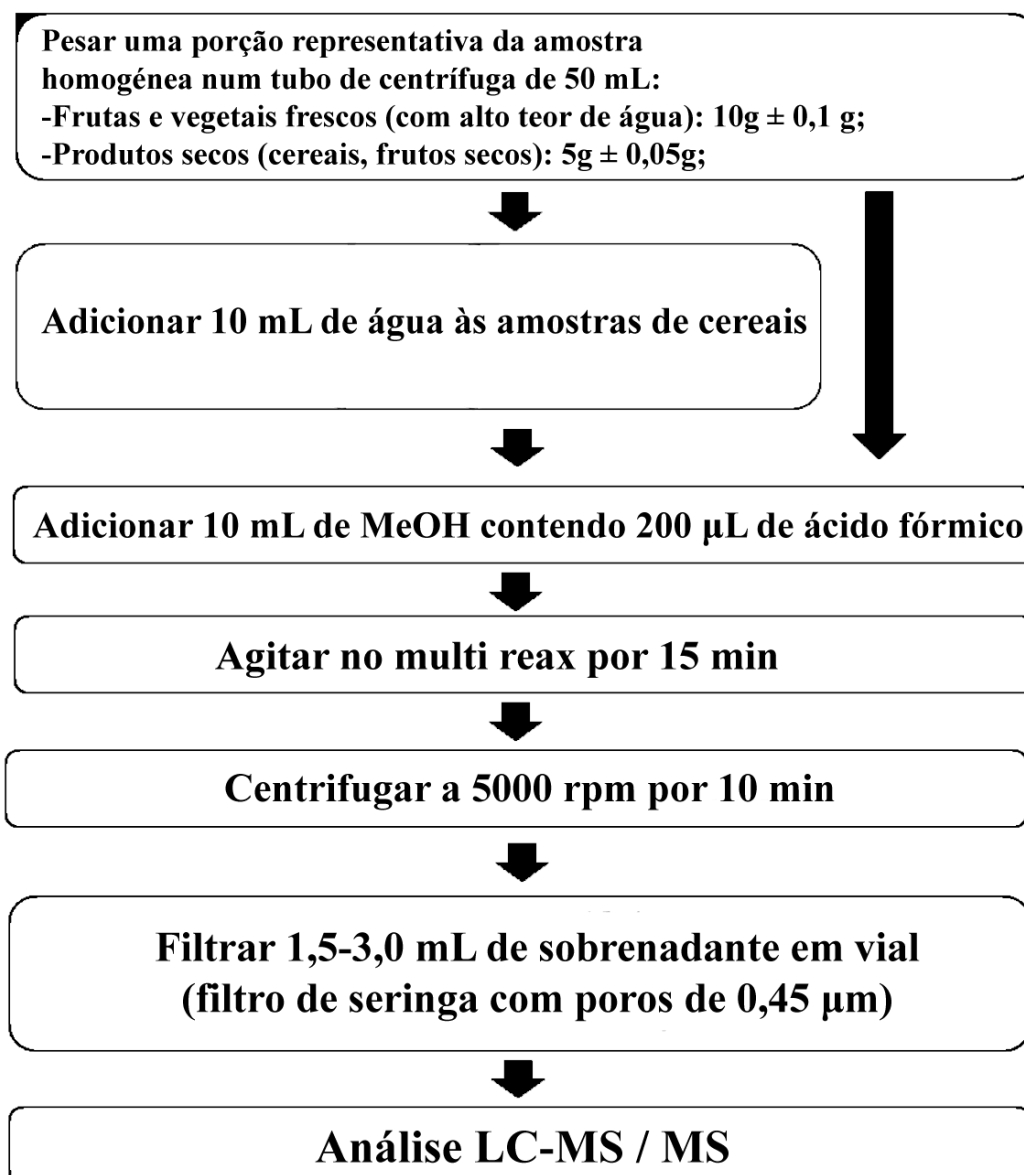 Pesar uma porção representativa da amostra
homogénea num tubo de centrífuga de 50 mL:
-Frutas e vegetais frescos (com alto teor de água): 10g ± 0,1 g;
-Produtos secos (cereais, frutos secos): 5g ± 0,05g;
Adicionar 10 mL de água às amostras de cereais
Adicionar 10 mL de MeOH contendo 200 μL de ácido fórmico
Agitar no multi reax por 15 min
Centrifugar a 5000 rpm por 10 min
Filtrar 1,5-3,0 mL de sobrenadante em vial
(filtro de seringa com poros de 0,45 μm)
Análise LC-MS / MS